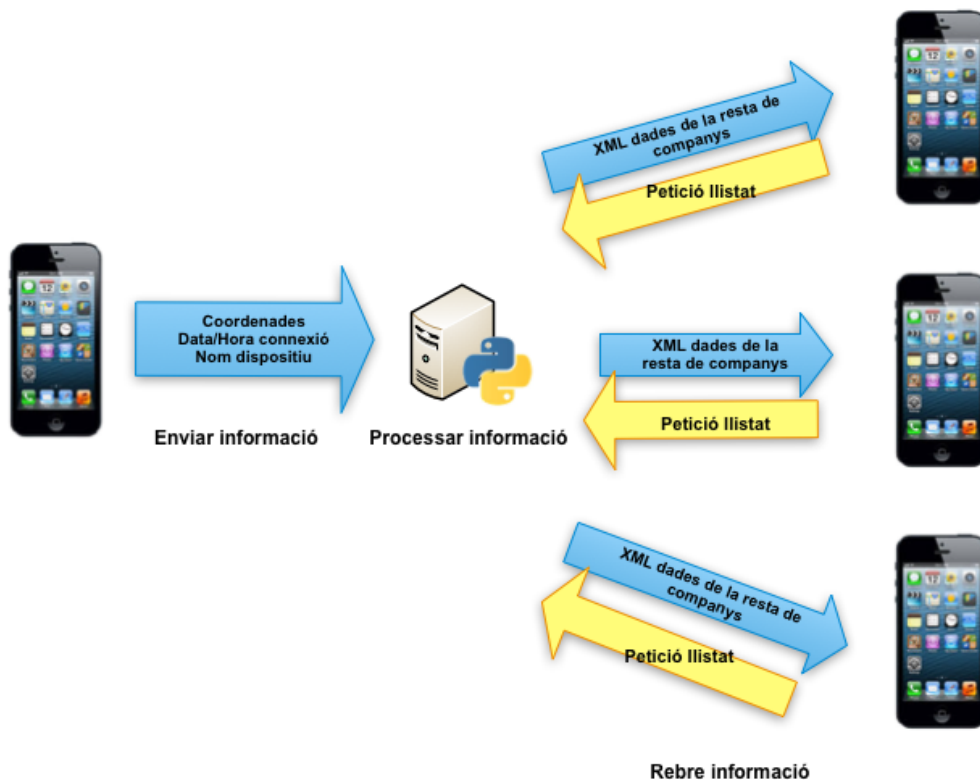 XML dades de la resta de
companys
Petició llistat
Coordenades
Data/Hora connexió
Nom dispositiu
XML dades de la
resta de companys
Petició llistat
Enviar informació
Processar informació
XML dades de la resta de
companys
Petició llistat
Rebre informació